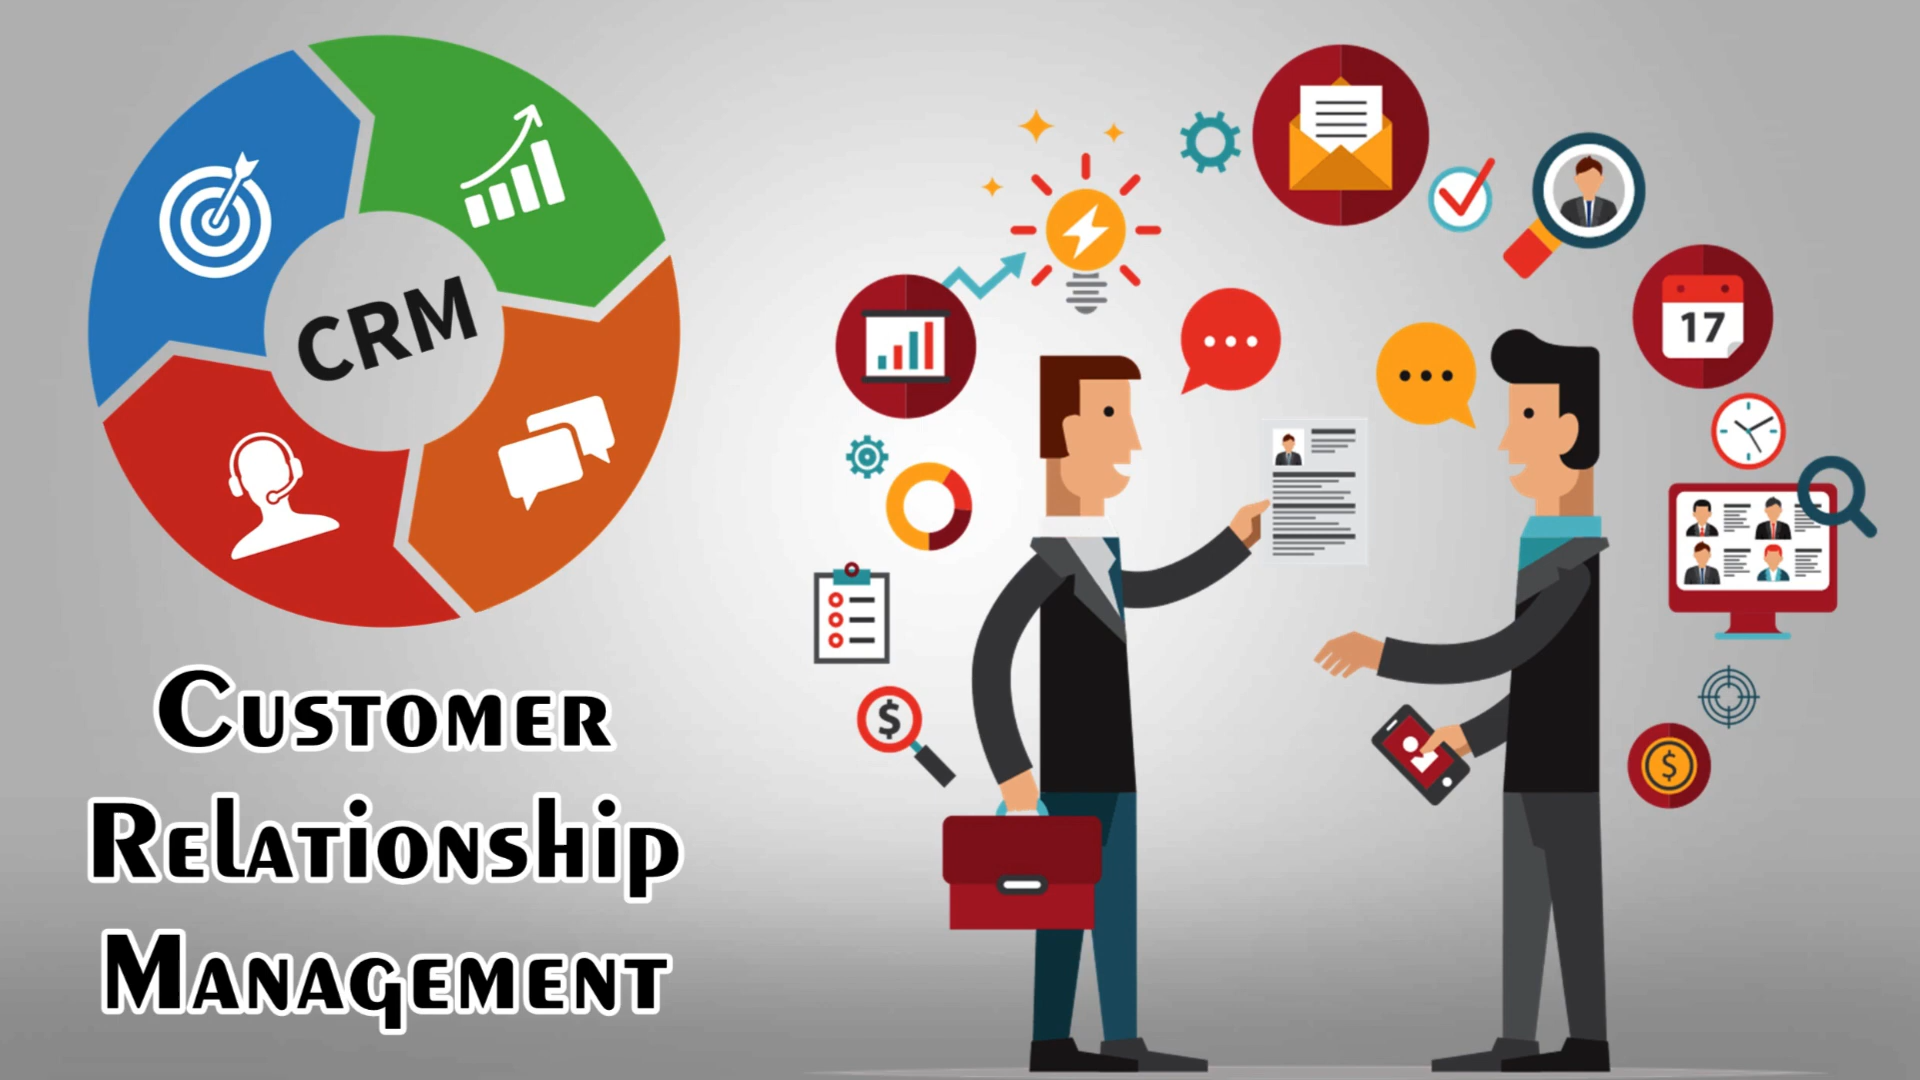 CRM
Customer
Relationship
Management
17
$
$